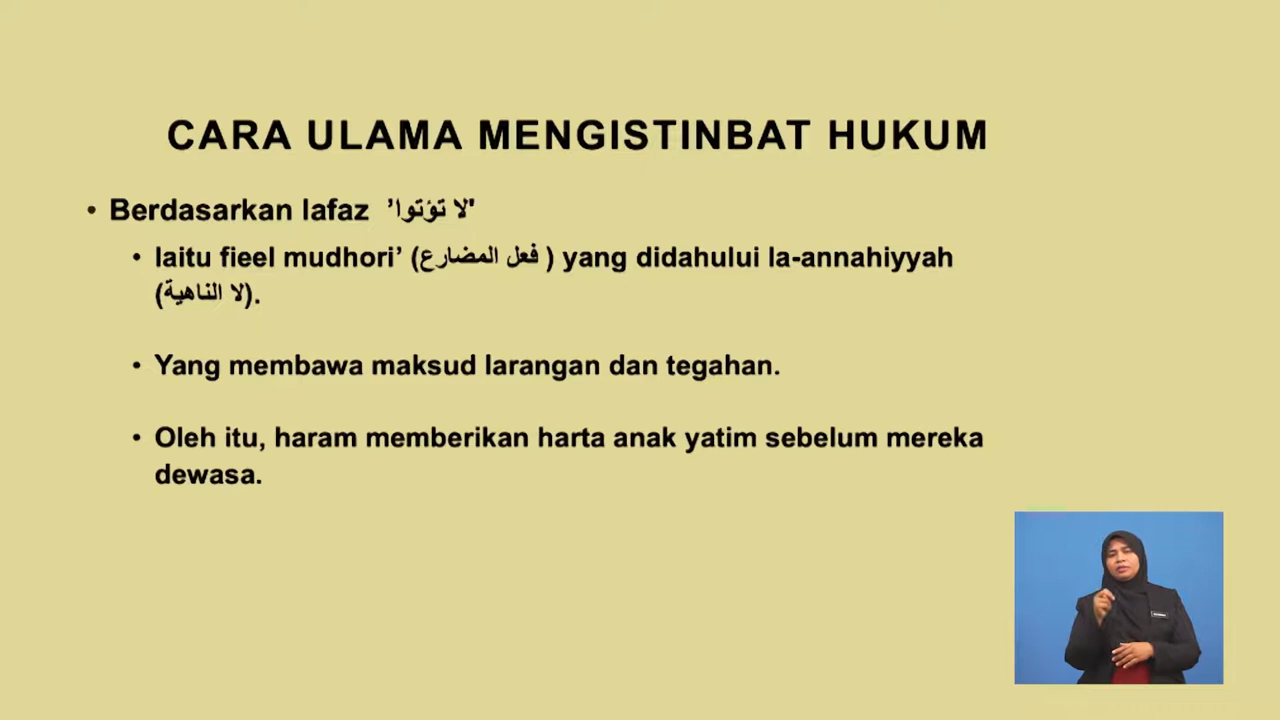 CARA ULAMA MENGISTINBAT HUKUM
• Berdasarkan lafaz 'لا تؤتوا'
• Iaitu fieel mudhori’ (فعل المضارع ) yang didahului la-annahiyyah
(لا الناهية).
• Yang membawa maksud larangan dan tegahan.
• Oleh itu, haram memberikan harta anak yatim sebelum mereka
dewasa.